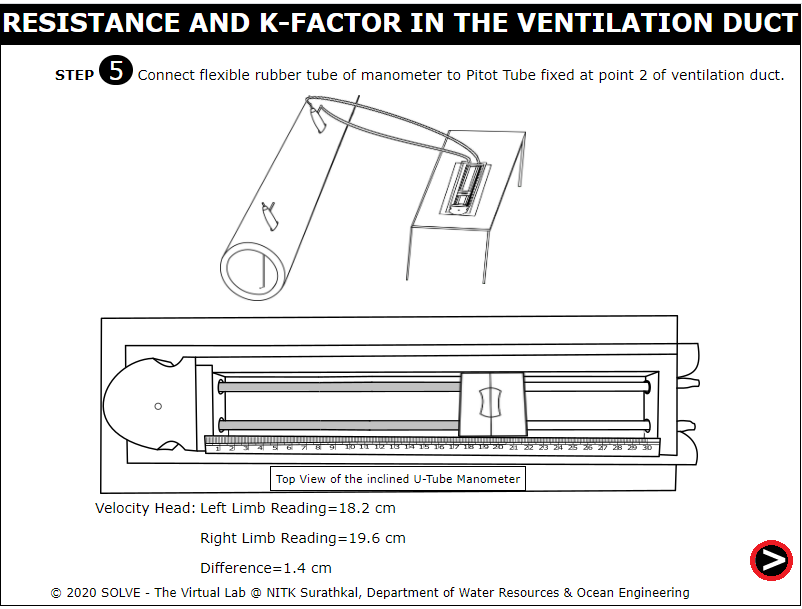 RESISTANCE AND K-FACTOR IN THE VENTILATION DUCT
STEP 5 Connect flexible rubber tube of manometer to Pitot Tube fixed at point 2 of ventilation duct.
1 2 3 4 5 6 7 8 9 10 11 12 13 14 15 16 17 18 19 20 21 22 23 24 25 26 27 28 29 30
Top View of the inclined U-Tube Manometer
Velocity Head: Left Limb Reading=18.2 cm
Right Limb Reading=19.6 cm
Difference=1.4 cm
© 2020 SOLVE - The Virtual Lab @ NITK Surathkal, Department of Water Resources & Ocean Engineering